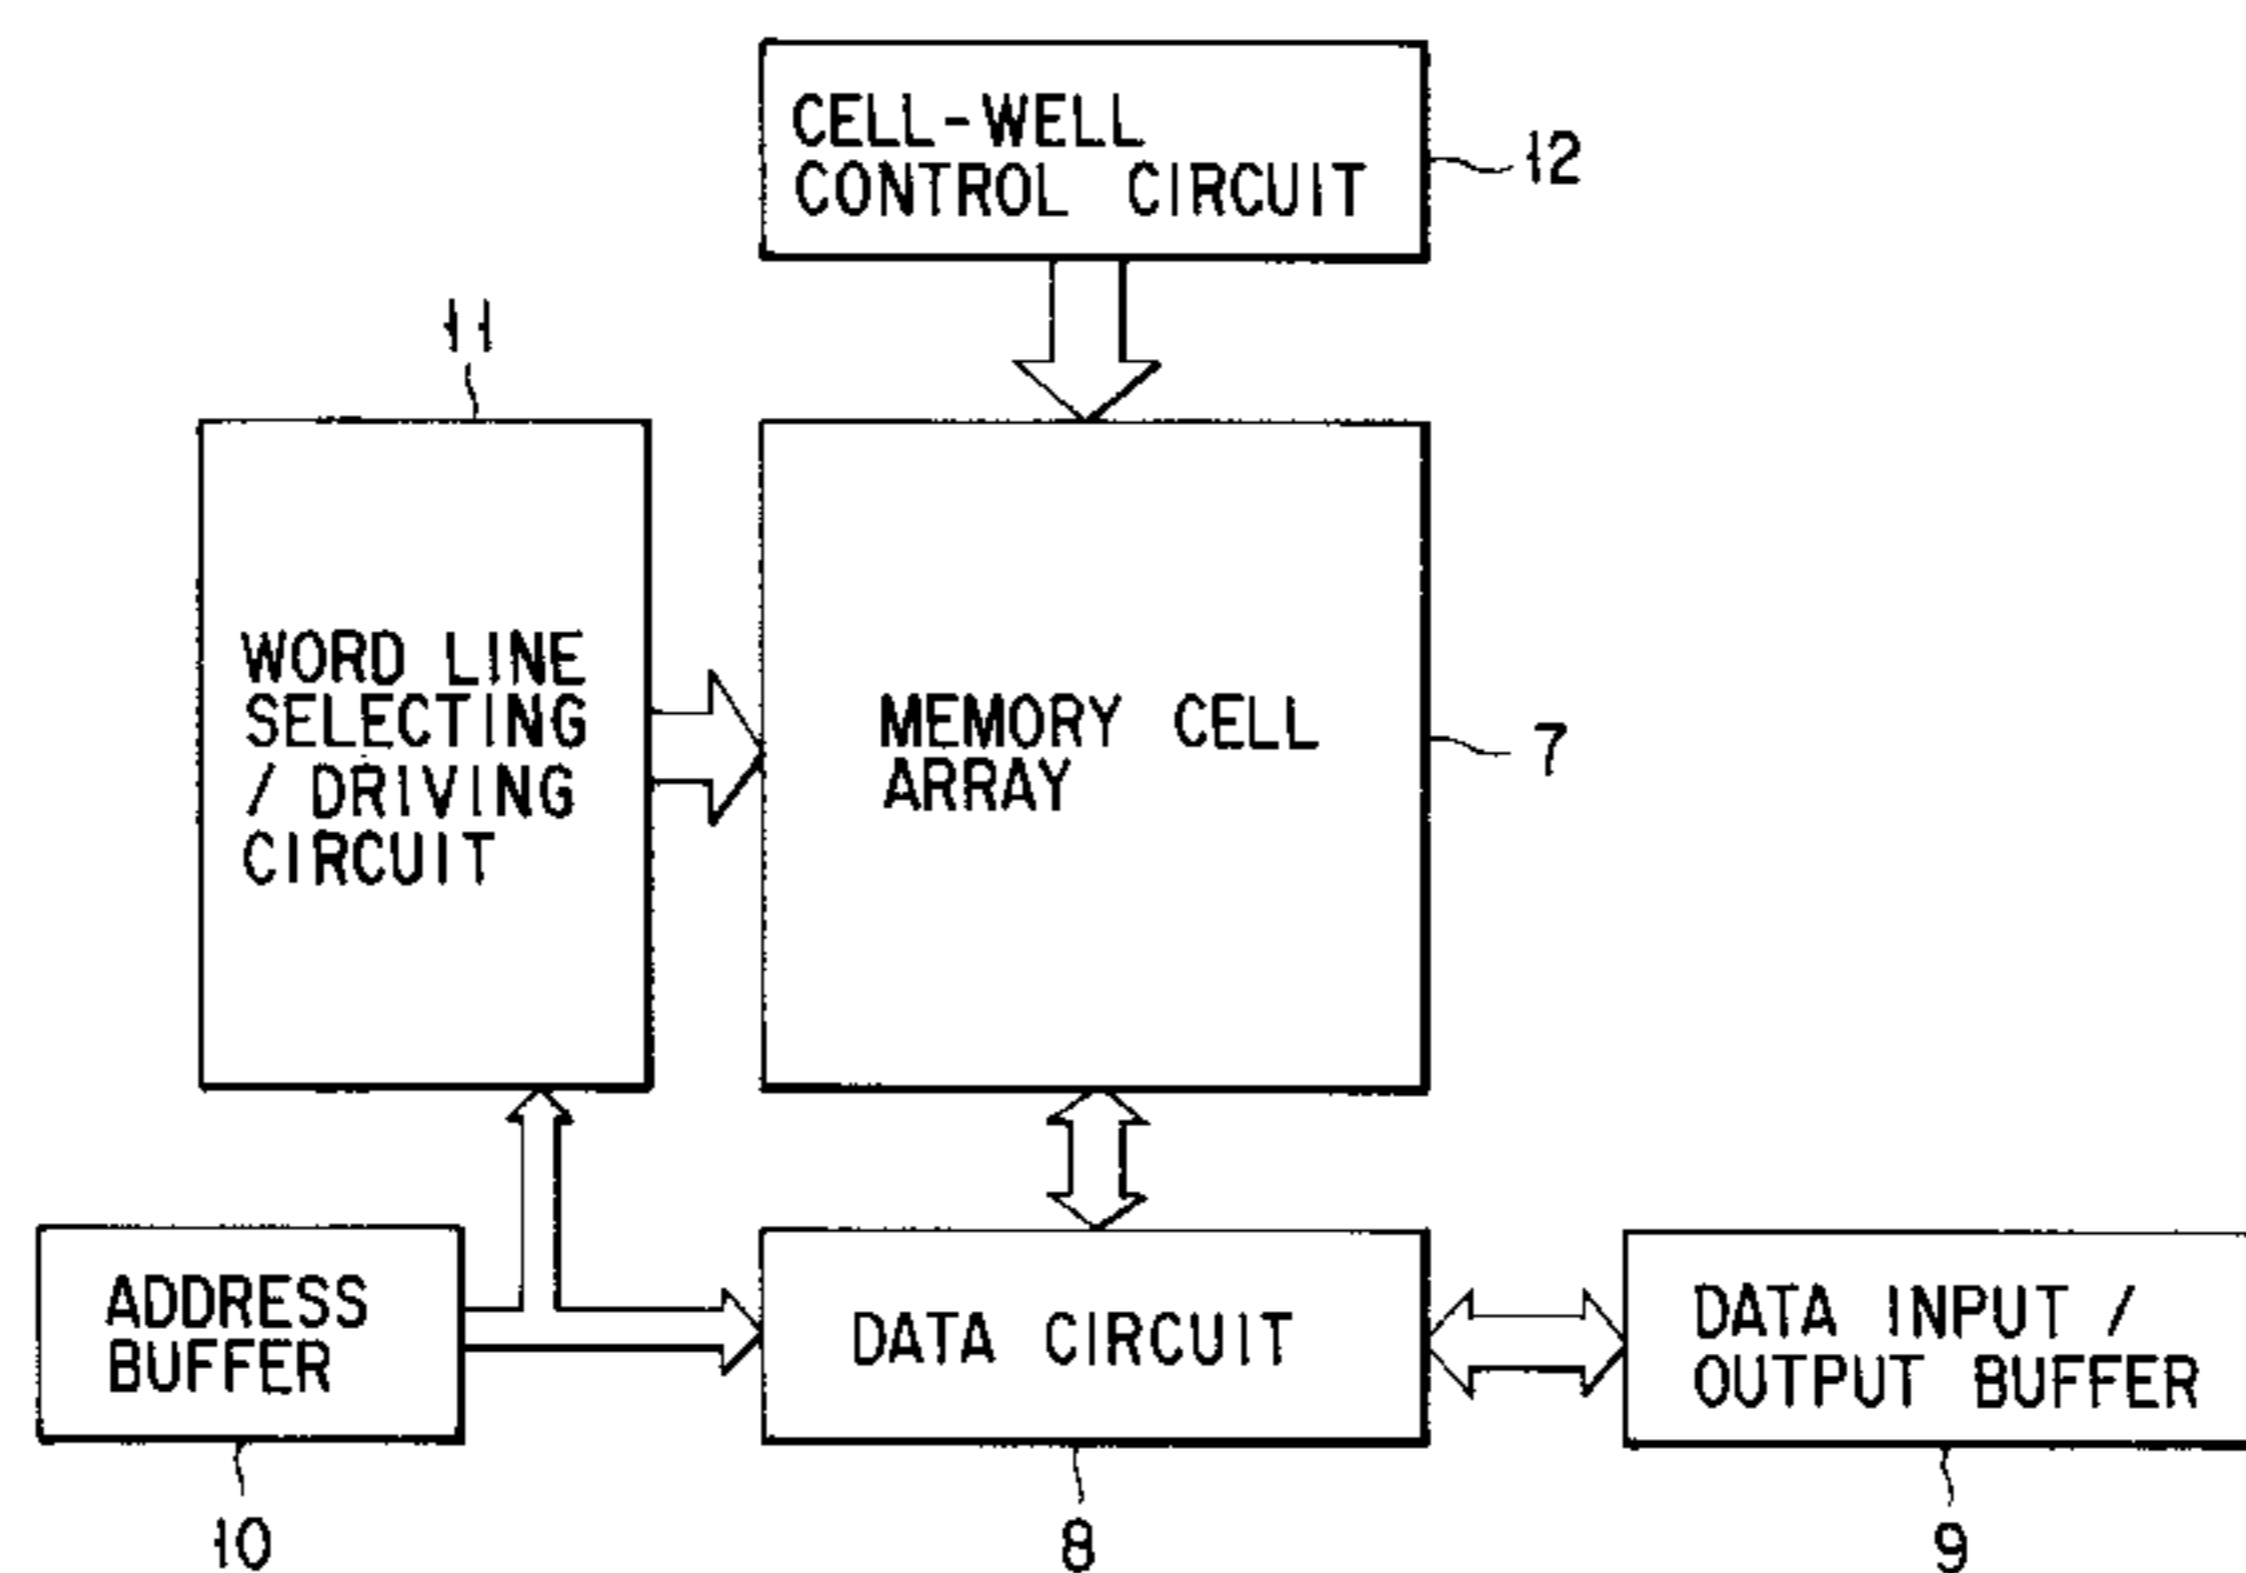 CELL-WELL
CONTROL CIRCUIT
12
11
WORD LINE
SELECTING
/ DRIVING
CIRCUIT
MEMORY CELL
ARRAY
7
ADDRESS
BUFFER
DATA CIRCUIT
DATA INPUT /
OUTPUT BUFFER
10
8
9